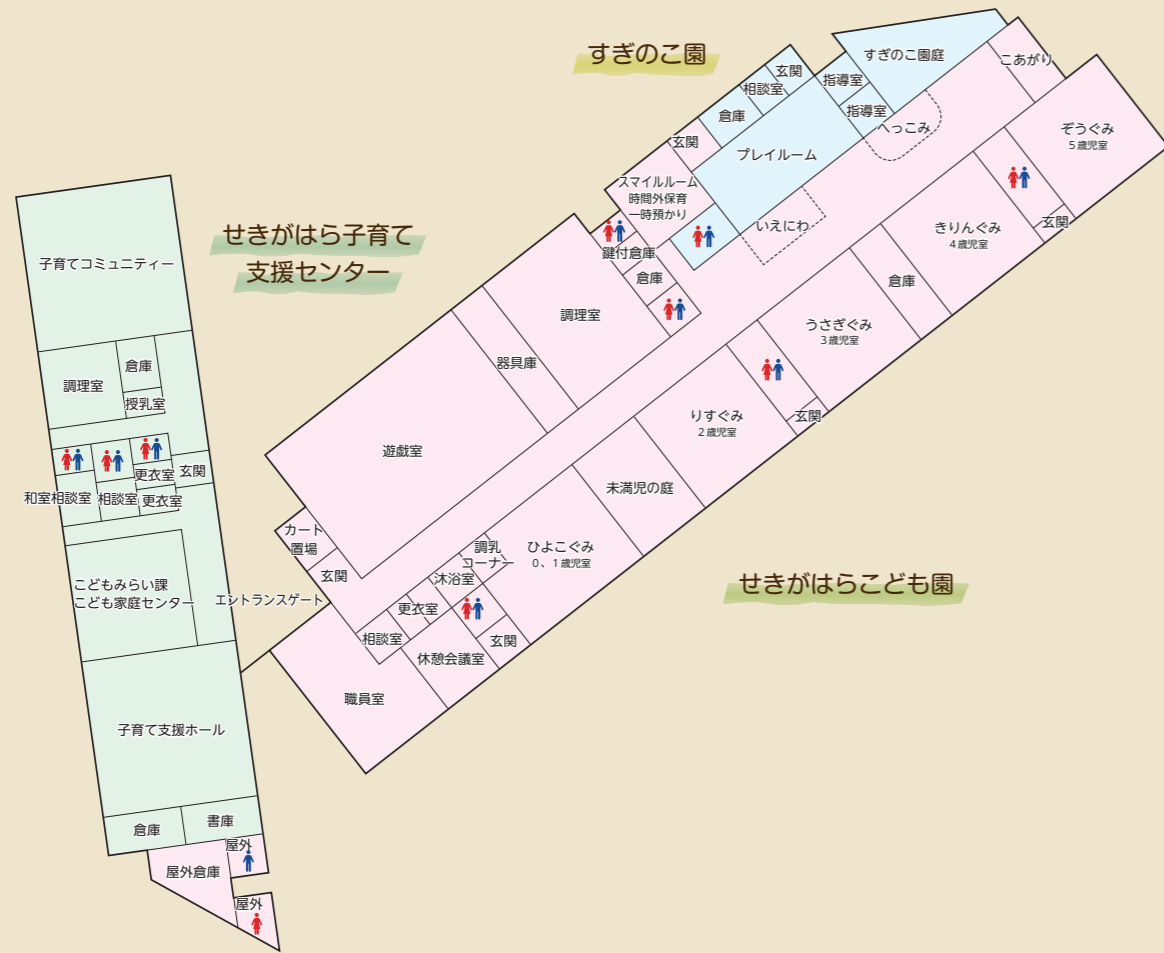 すぎのこ園
せきがはら子育て
支援センター
せきがはらこども園
子育てコミュニティー
調理室
倉庫
授乳室
更衣室
玄関
和室相談室
相談室
更衣室
こどもみらい課
こども家庭センター
エントランスゲート
子育て支援ホール
倉庫
書庫
屋外
屋外倉庫
屋外
すぎのこ園庭
こあがり
玄関
指導室
相談室
指導室
倉庫
へっこみ
玄関
プレイルーム
ぞうぐみ
5歳児室
スマイルルーム
時間外保育
一時預かり
いえにわ
玄関
きりんぐみ
4歳児室
鍵付倉庫
倉庫
倉庫
調理室
うさぎぐみ
3歳児室
器具庫
りすぐみ
2歳児室
玄関
遊戯室
未満児の庭
カート
置場
玄関
調乳
コーナー
ひよこぐみ
0、1歳児室
沐浴室
更衣室
相談室
玄関
休憩会議室
職員室